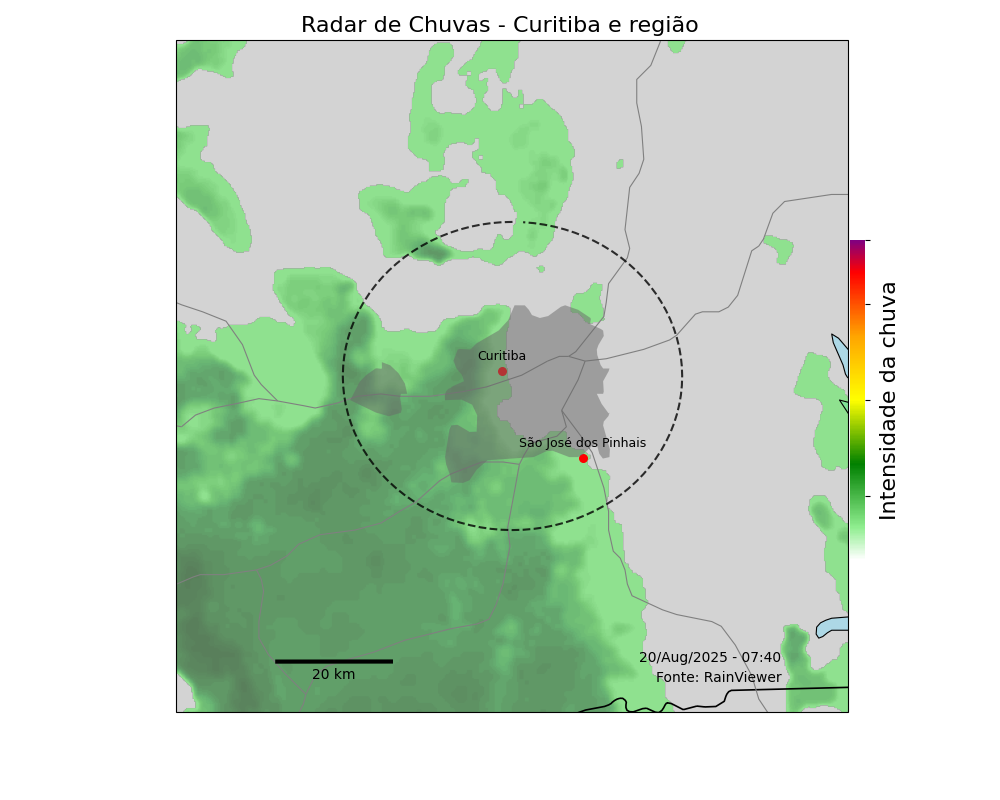 Radar de Chuvas - Curitiba e região
Curitiba
São José dos Pinhais
Intensidade da chuva
20/Aug/2025 - 07:40
Fonte: RainViewer
20 km